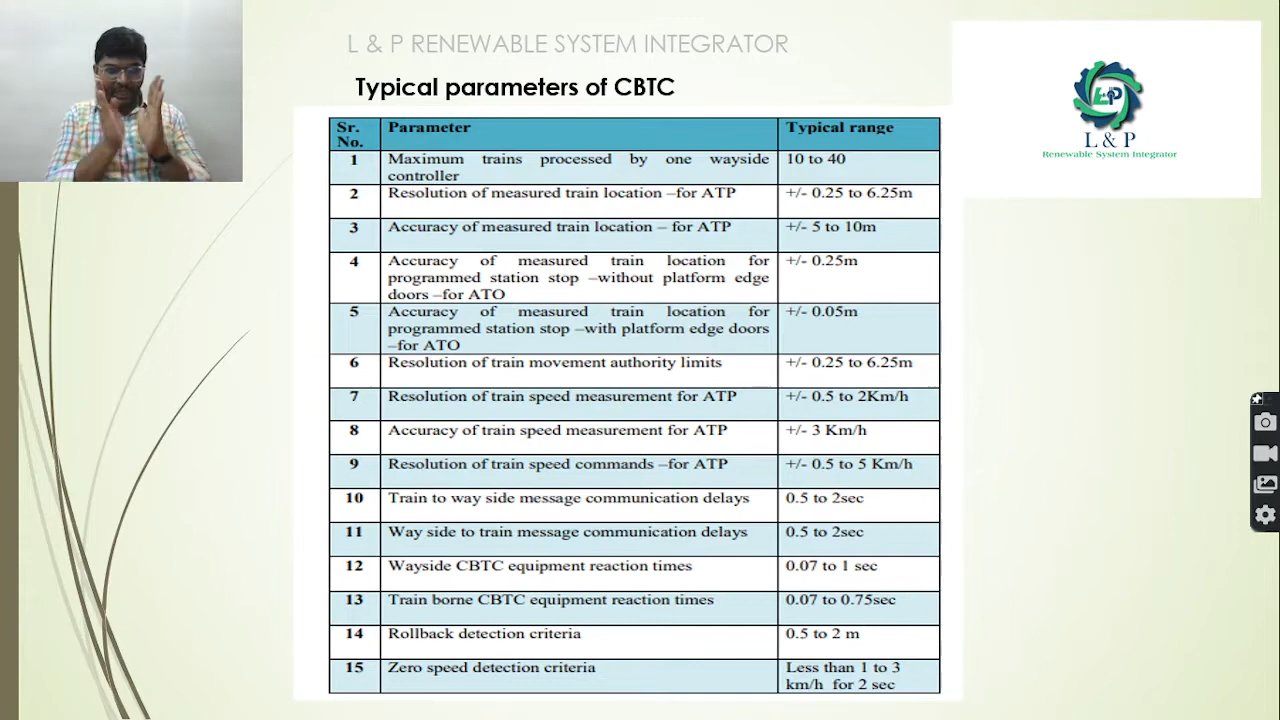 L & P RENEWABLE SYSTEM INTEGRATOR
Typical parameters of CBTC
L & P
L & P
Renewable System Integrator
Sr. No. Parameter Typical range
1 Maximum trains processed by one wayside controller 10 to 40
2 Resolution of measured train location –for ATP +/- 0.25 to 6.25m
3 Accuracy of measured train location – for ATP +/- 5 to 10m
4 Accuracy of measured train location for programmed station stop –without platform edge doors –for ATO +/- 0.25m
5 Accuracy of measured train location for programmed station stop –with platform edge doors –for ATO +/- 0.05m
6 Resolution of train movement authority limits +/- 0.25 to 6.25m
7 Resolution of train speed measurement for ATP +/- 0.5 to 2Km/h
8 Accuracy of train speed measurement for ATP +/- 3 Km/h
9 Resolution of train speed commands –for ATP +/- 0.5 to 5 Km/h
10 Train to way side message communication delays 0.5 to 2sec
11 Way side to train message communication delays 0.5 to 2sec
12 Wayside CBTC equipment reaction times 0.07 to 1 sec
13 Train borne CBTC equipment reaction times 0.07 to 0.75sec
14 Rollback detection criteria 0.5 to 2 m
15 Zero speed detection criteria Less than 1 to 3 km/h for 2 sec